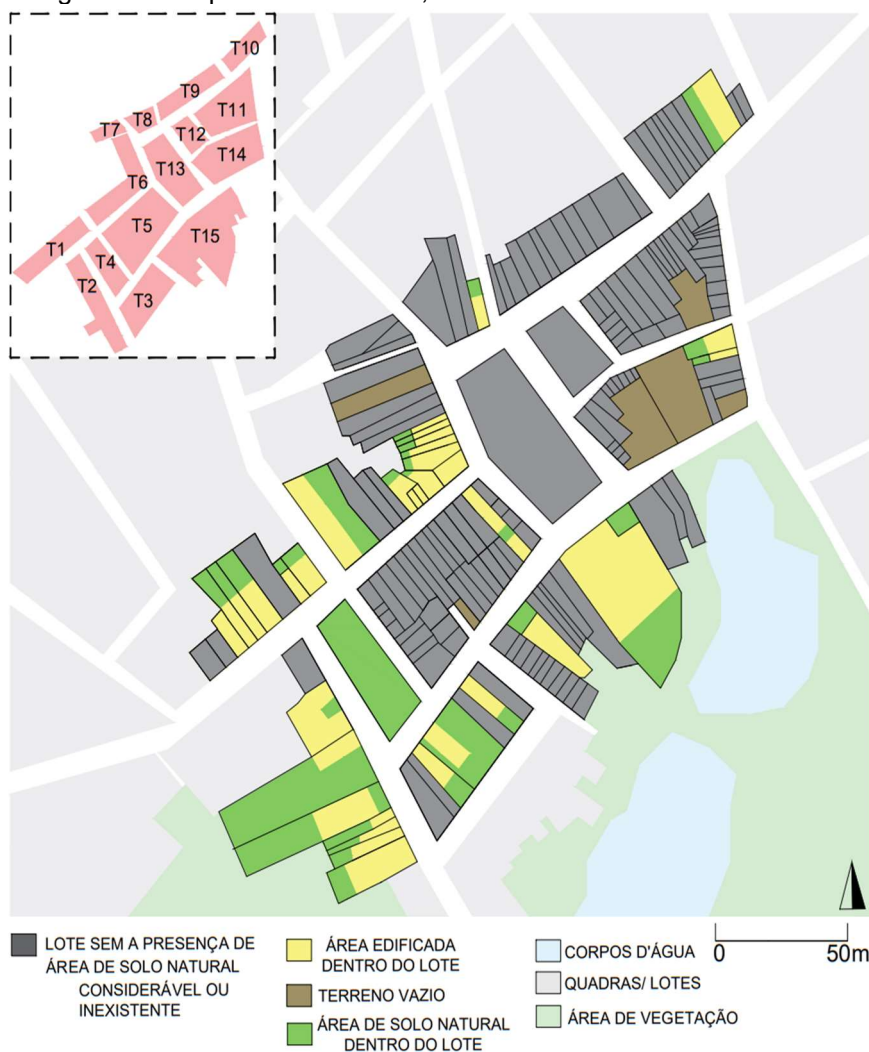 T10
T9
T11
T8
T7
T12
T14
T13
T6
T5
T15
T1
T4
T2
T3
LOTE SEM A PRESENÇA DE
ÁREA DE SOLO NATURAL
CONSIDERÁVEL OU
INEXISTENTE
ÁREA EDIFICADA
DENTRO DO LOTE
TERRENO VAZIO
ÁREA DE SOLO NATURAL
DENTRO DO LOTE
CORPOS D'ÁGUA
QUADRAS/ LOTES
ÁREA DE VEGETAÇÃO
0 50m